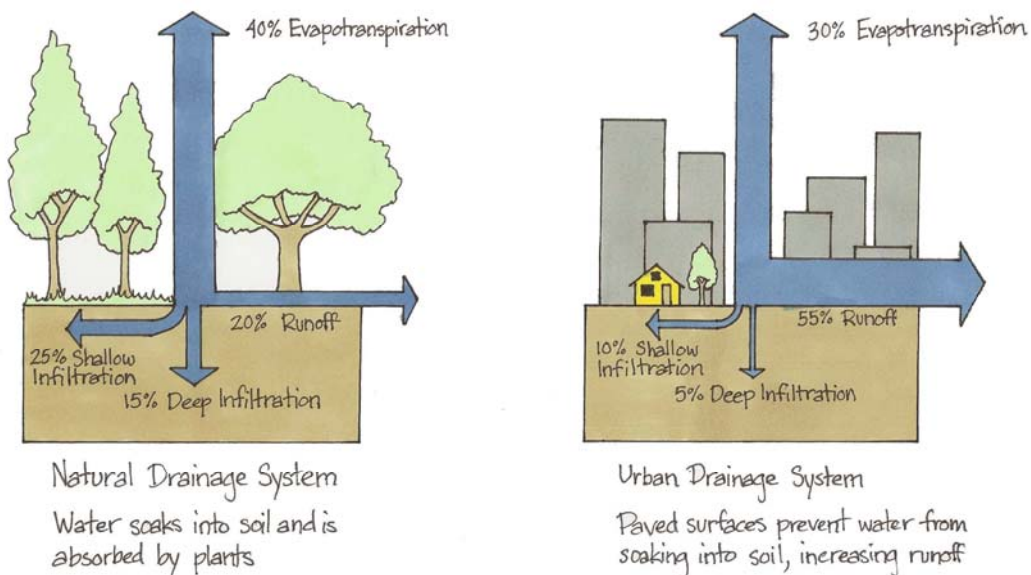 40% Evapotranspiration
20% Runoff
25% Shallow
Infiltration
15% Deep Infiltration
Natural Drainage System
Water soaks into soil and is
absorbed by plants
30% Evapotranspiration
55% Runoff
10% Shallow
Infiltration
5% Deep Infiltration
Urban Drainage System
Paved surfaces prevent water from
soaking into soil, increasing runoff